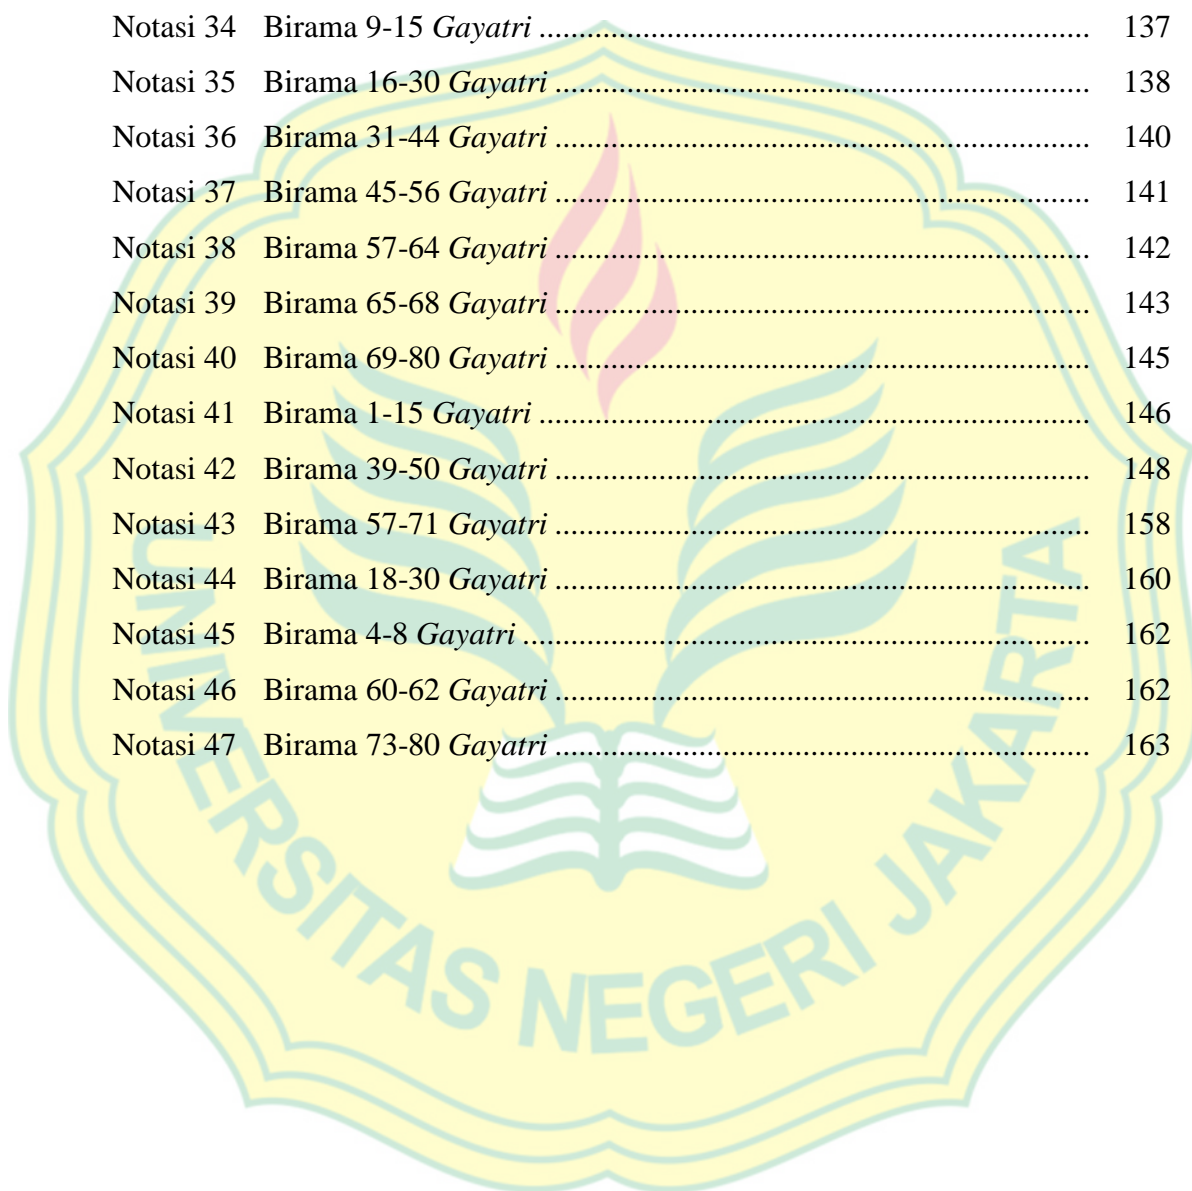 Notasi 34 Birama 9-15 Gayatri .................................................................... 137
Notasi 35 Birama 16-30 Gayatri .................................................................. 138
Notasi 36 Birama 31-44 Gayatri .................................................................. 140
Notasi 37 Birama 45-56 Gayatri .................................................................. 141
Notasi 38 Birama 57-64 Gayatri .................................................................. 142
Notasi 39 Birama 65-68 Gayatri .................................................................. 143
Notasi 40 Birama 69-80 Gayatri .................................................................. 145
Notasi 41 Birama 1-15 Gayatri .................................................................... 146
Notasi 42 Birama 39-50 Gayatri .................................................................. 148
Notasi 43 Birama 57-71 Gayatri .................................................................. 158
Notasi 44 Birama 18-30 Gayatri .................................................................. 160
Notasi 45 Birama 4-8 Gayatri ...................................................................... 162
Notasi 46 Birama 60-62 Gayatri .................................................................. 162
Notasi 47 Birama 73-80 Gayatri .................................................................. 163
UNIVERSITAS NEGERI JAKARTA